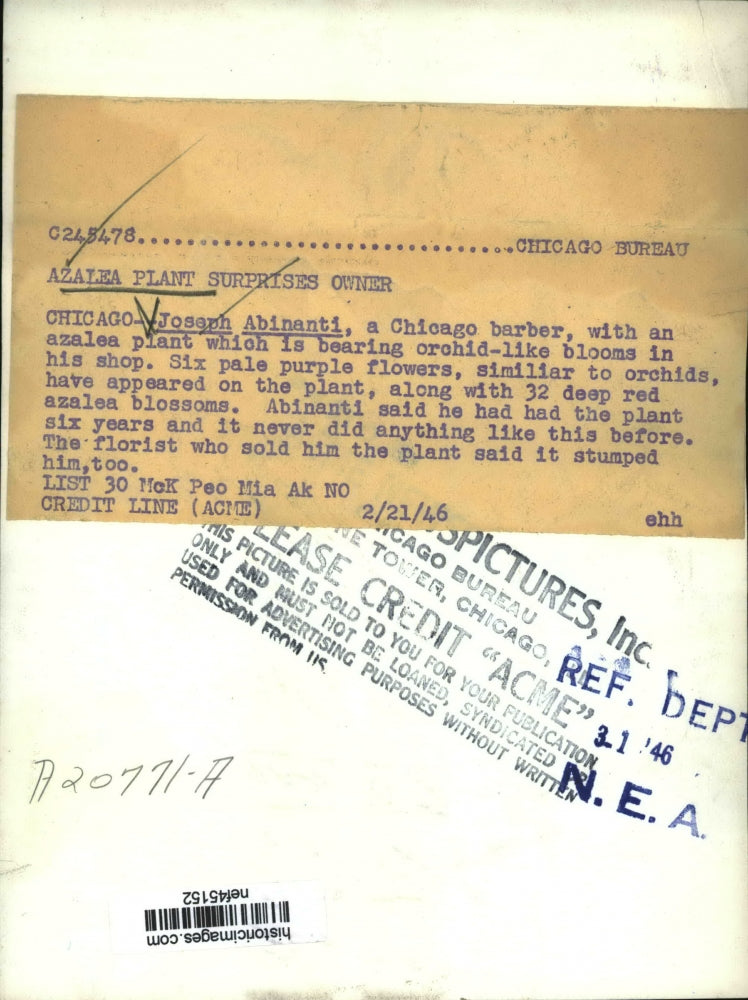 C245478...............................CHICAGO BUREAU
AZALEA PLANT SURPRISES OWNER
CHICAGO--Joseph Abinanti, a Chicago barber, with an
azalea plant which is bearing orchid-like blooms in
his shop. Six pale purple flowers, similiar to orchids,
have appeared on the plant, along with 32 deep red
azalea blossoms. Abinanti said he had had the plant
six years and it never did anything like this before.
The florist who sold him the plant said it stumped
him,too.
LIST 30 McK Peo Mia Ak NO
CREDIT LINE (ACME) 2/21/46 ehh
SPICTURES, Inc.
CHICAGO BUREAU
NE TOWER, CHICAGO,
LEASE CREDIT "ACME"
THIS PICTURE IS SOLD TO YOU FOR YOUR PUBLICATION
ONLY AND MUST NOT BE LOANED, SYNDICATED OR
USED FOR ADVERTISING PURPOSES WITHOUT WRITTEN
PERMISSION FROM US.
REF. DEPT
3-1 '46
N. E. A.
A20771-A
historicimages.com
nef45152